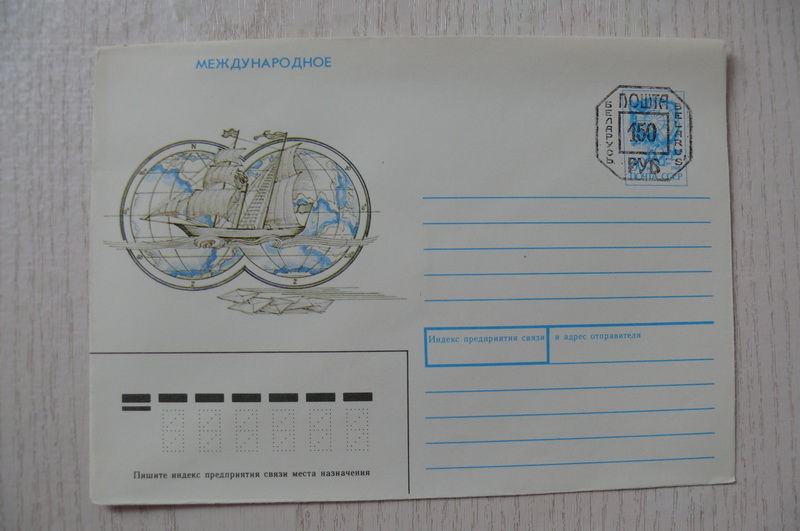 МЕЖДУНАРОДНОЕ
ПОШТА
БЕЛАРУСЬ
150
BELARUS
РУБ
ПОЧТА СССР
N
Индекс предприятия связи и адрес отправителя
Пишите индекс предприятия связи места назначения